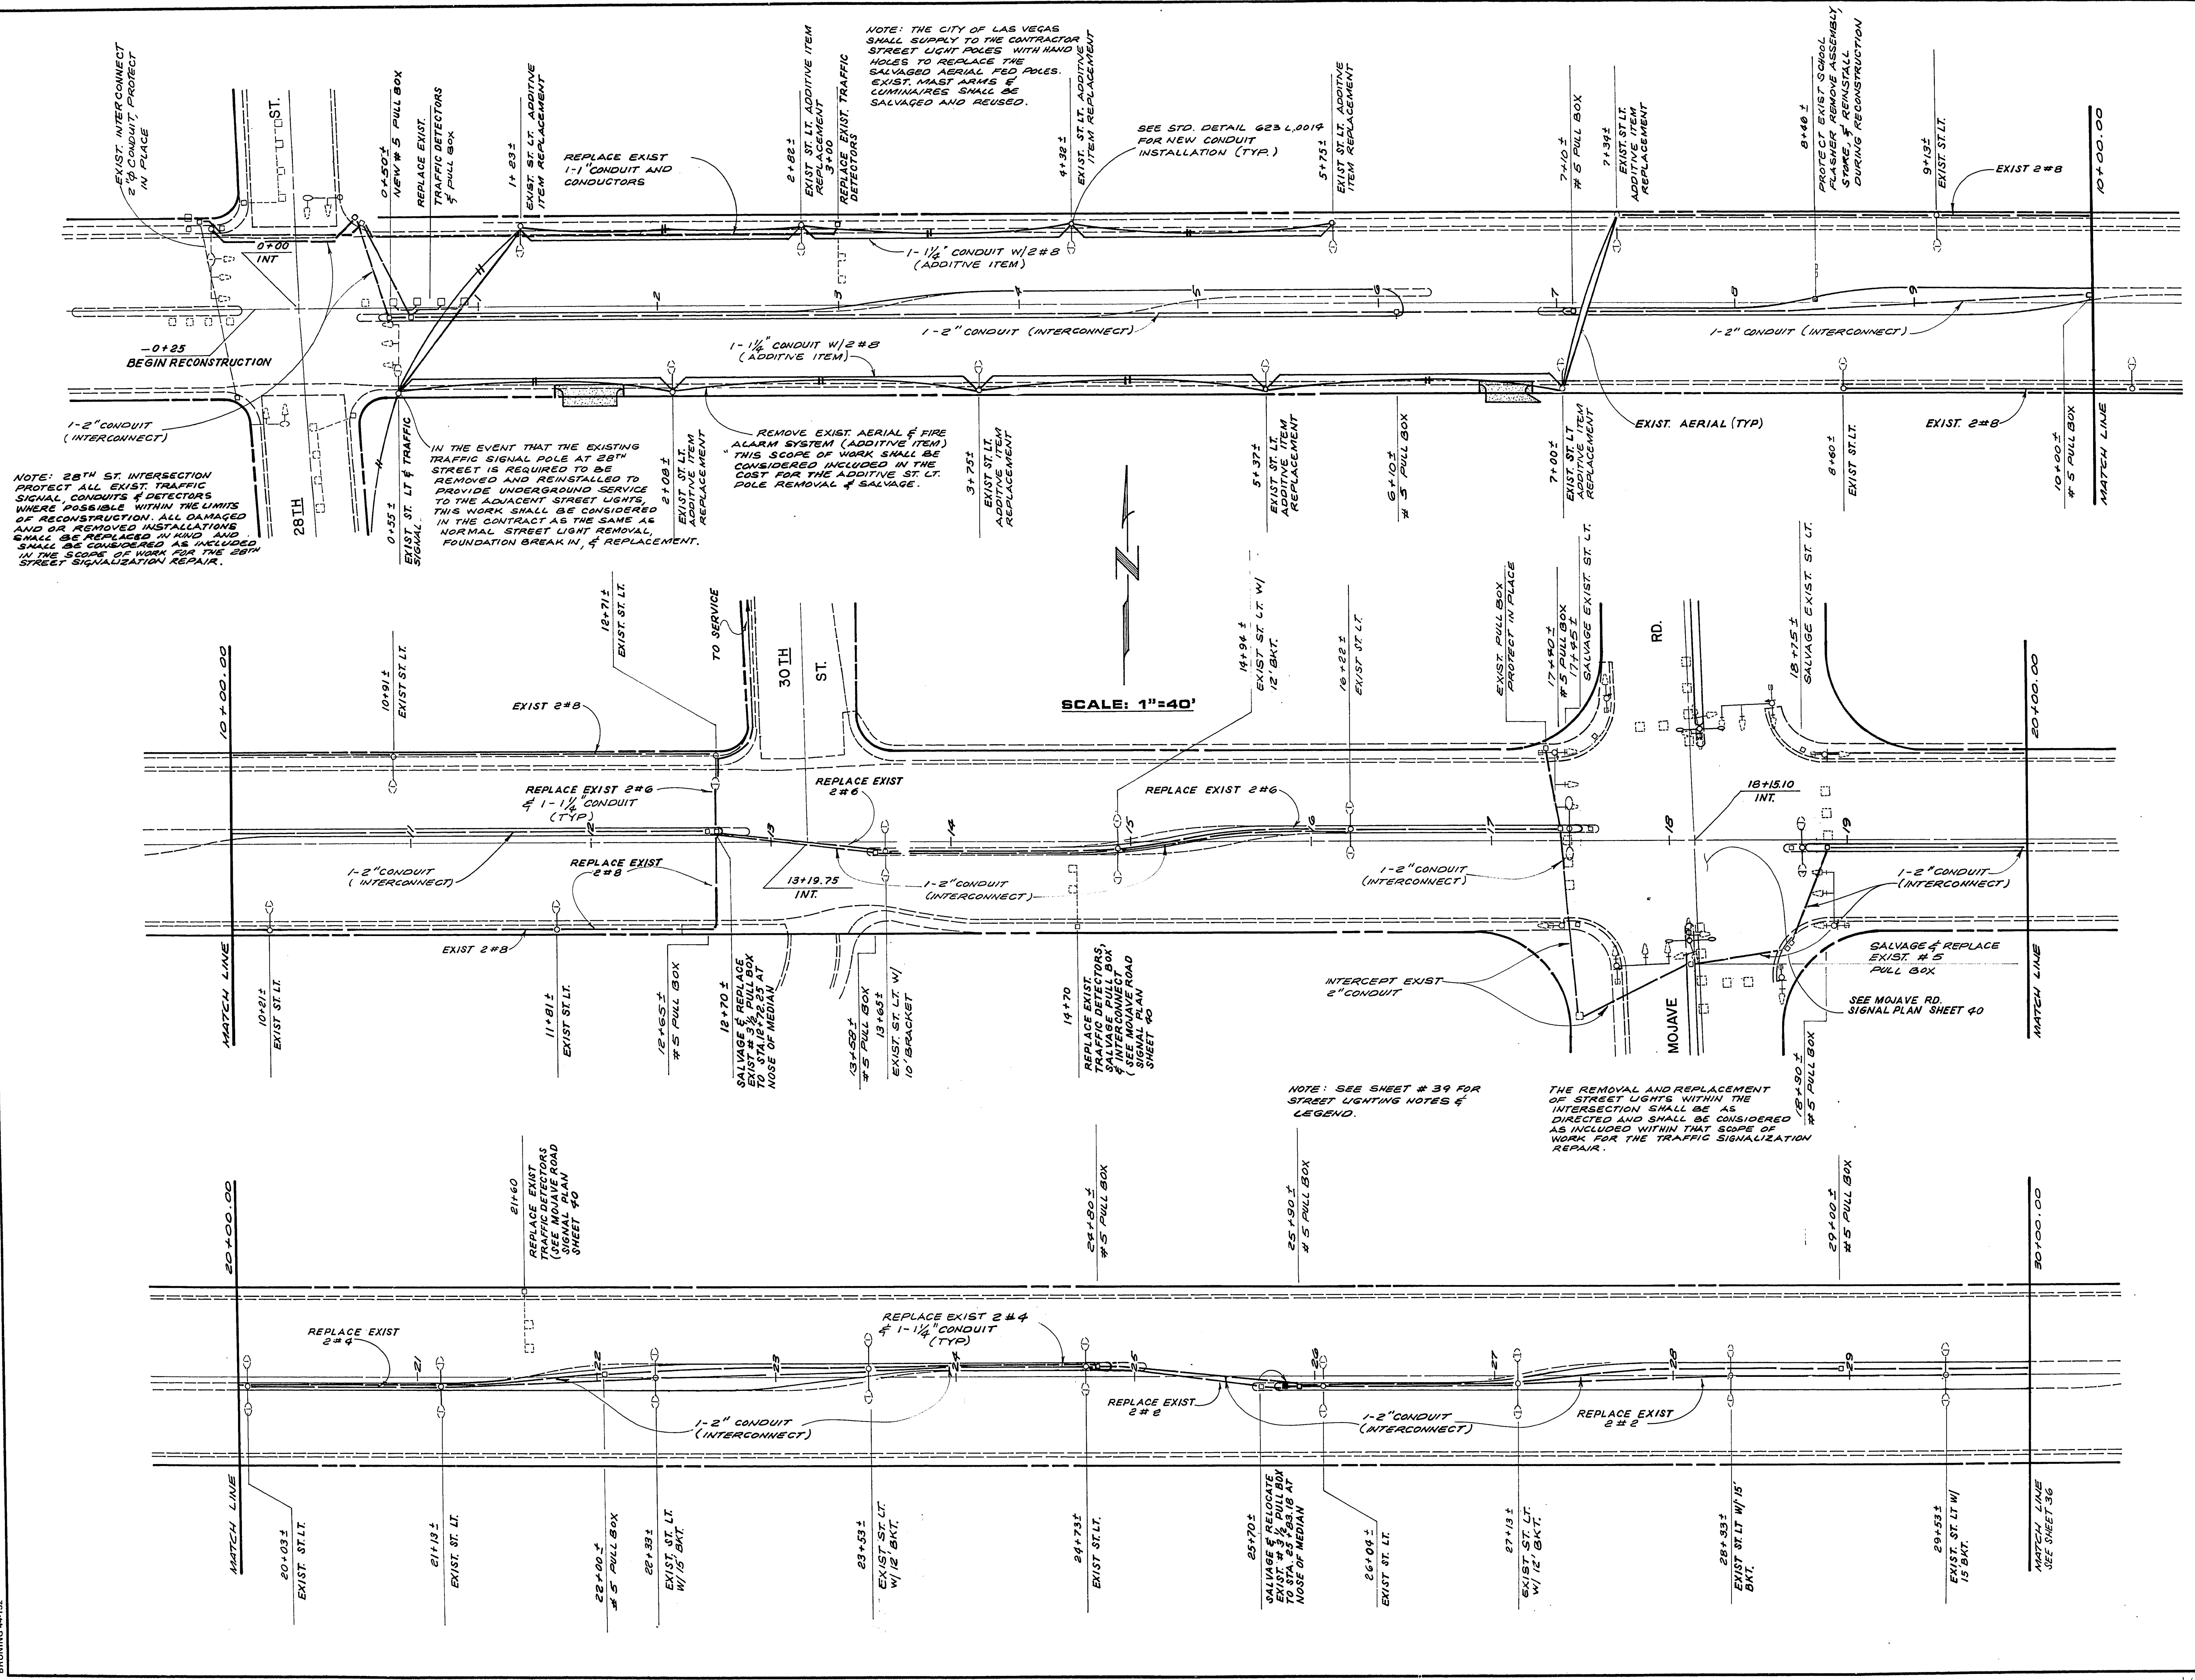 EXIST. INTERCONNECT
2"Ø CONDUIT, PROTECT
IN PLACE
ST.
0+50±
NEW # 5 PULL BOX
REPLACE EXIST.
TRAFFIC DETECTORS
& PULL BOX
1+23±
EXIST. ST. LT. ADDITIVE
ITEM REPLACEMENT
REPLACE EXIST
1-1" CONDUIT AND
CONDUCTORS
2+82±
EXIST ST. LT. ADDITIVE ITEM
REPLACEMENT
3+00
REPLACE EXIST. TRAFFIC
DETECTORS
NOTE: THE CITY OF LAS VEGAS
SHALL SUPPLY TO THE CONTRACTOR
STREET LIGHT POLES WITH HAND
HOLES TO REPLACE THE
SALVAGED AERIAL FED POLES.
EXIST. MAST ARMS &
LUMINAIRES SHALL BE
SALVAGED AND REUSED.
4+32±
EXIST. ST. LT. ADDITIVE
ITEM REPLACEMENT
SEE STD. DETAIL 623 L,0014
FOR NEW CONDUIT
INSTALLATION (TYP.)
5+75±
EXIST ST. LT. ADDITIVE
ITEM REPLACEMENT
7+10±
# 5 PULL BOX
7+34±
EXIST. ST. LT
ADDITIVE ITEM
REPLACEMENT
8+46±
PROTECT EXIST SCHOOL
FLASHER REMOVE ASSEMBLY,
STORE, & REINSTALL
DURING RECONSTRUCTION
9+13±
EXIST. ST. LT.
EXIST 2#8
10+00.00
0+00
INT
1-1¼" CONDUIT W/2#8
(ADDITIVE ITEM)
1
2
3
4
5
6
7
8
9
1-2" CONDUIT (INTERCONNECT)
1-2" CONDUIT (INTERCONNECT)
-0+25
BEGIN RECONSTRUCTION
1-1¼" CONDUIT W/2#8
(ADDITIVE ITEM)
1-2" CONDUIT
(INTERCONNECT)
28TH
NOTE: 28TH ST. INTERSECTION
PROTECT ALL EXIST. TRAFFIC
SIGNAL, CONDUITS & DETECTORS
WHERE POSSIBLE WITHIN THE LIMITS
OF RECONSTRUCTION. ALL DAMAGED
AND OR REMOVED INSTALLATIONS
SHALL BE REPLACED IN KIND AND
SHALL BE CONSIDERED AS INCLUDED
IN THE SCOPE OF WORK FOR THE 28TH
STREET SIGNALIZATION REPAIR.
0+55±
EXIST ST. LT & TRAFFIC
SIGNAL
IN THE EVENT THAT THE EXISTING
TRAFFIC SIGNAL POLE AT 28TH
STREET IS REQUIRED TO BE
REMOVED AND REINSTALLED TO
PROVIDE UNDERGROUND SERVICE
TO THE ADJACENT STREET LIGHTS,
THIS WORK SHALL BE CONSIDERED
IN THE CONTRACT AS THE SAME AS
NORMAL STREET LIGHT REMOVAL,
FOUNDATION BREAK IN, & REPLACEMENT.
2+08±
EXIST ST. LT.
ADDITIVE ITEM
REPLACEMENT
REMOVE EXIST. AERIAL & FIRE
ALARM SYSTEM (ADDITIVE ITEM)
THIS SCOPE OF WORK SHALL BE
CONSIDERED INCLUDED IN THE
COST FOR THE ADDITIVE ST. LT.
POLE REMOVAL & SALVAGE.
3+75±
EXIST ST. LT.
ADDITIVE ITEM
REPLACEMENT
5+37±
EXIST ST. LT.
ADDITIVE ITEM
REPLACEMENT
6+10±
# 5 PULL BOX
7+00±
EXIST. ST. LT
ADDITIVE ITEM
REPLACEMENT
EXIST. AERIAL (TYP)
8+60±
EXIST ST. LT.
EXIST. 2#8
10+00±
# 5 PULL BOX
MATCH LINE
SCALE: 1"=40'
10+00.00
10+91±
EXIST ST. LT.
EXIST 2#8
12+71±
EXIST. ST. LT.
TO SERVICE
30TH
ST.
14+94±
EXIST ST. LT W/
12' BKT.
16+22±
EXIST ST. LT.
EXIST. PULL BOX
PROTECT IN PLACE
17+40±
# 5 PULL BOX
17+45±
SALVAGE EXIST. ST. LT.
RD.
18+75±
SALVAGE EXIST ST. LT.
20+00.00
REPLACE EXIST 2#6
& 1-1¼" CONDUIT
(TYP)
REPLACE EXIST
2#6
REPLACE EXIST 2#6
18+15.10
INT.
12
13
14
15
16
17
18
19
1-2" CONDUIT
(INTERCONNECT)
REPLACE EXIST
2#8
13+19.75
INT.
1-2" CONDUIT
(INTERCONNECT)
1-2" CONDUIT
(INTERCONNECT)
1-2" CONDUIT
(INTERCONNECT)
MATCH LINE
10+21±
EXIST ST. LT.
EXIST 2#8
11+81±
EXIST ST. LT.
12+65±
# 5 PULL BOX
12+70±
SALVAGE & REPLACE
EXIST # 3½ PULL BOX
TO STA.12+72.25 AT
NOSE OF MEDIAN
13+58±
# 5 PULL BOX
13+65±
EXIST. ST. LT. W/
10' BRACKET
14+70
REPLACE EXIST.
TRAFFIC DETECTORS,
SALVAGE PULL BOX
& INTERCONNECT
(SEE MOJAVE ROAD
SIGNAL PLAN
SHEET 40
INTERCEPT EXIST
2" CONDUIT
MOJAVE
SALVAGE & REPLACE
EXIST. # 5
PULL BOX
SEE MOJAVE RD.
SIGNAL PLAN SHEET 40
18+90±
# 5 PULL BOX
MATCH LINE
NOTE: SEE SHEET # 39 FOR
STREET LIGHTING NOTES &
LEGEND.
THE REMOVAL AND REPLACEMENT
OF STREET LIGHTS WITHIN THE
INTERSECTION SHALL BE AS
DIRECTED AND SHALL BE CONSIDERED
AS INCLUDED WITHIN THAT SCOPE OF
WORK FOR THE TRAFFIC SIGNALIZATION
REPAIR.
20+00.00
21+60
REPLACE EXIST
TRAFFIC DETECTORS
(SEE MOJAVE ROAD
SIGNAL PLAN
SHEET 40
24+80±
# 5 PULL BOX
25+90±
# 5 PULL BOX
29+00±
# 5 PULL BOX
30+00.00
REPLACE EXIST
2#4
REPLACE EXIST 2#4
& 1-1¼" CONDUIT
(TYP)
21
22
23
24
25
26
27
28
29
1-2" CONDUIT
(INTERCONNECT)
REPLACE EXIST
2#2
1-2" CONDUIT
(INTERCONNECT)
REPLACE EXIST
2#2
MATCH LINE
20+03±
EXIST. ST. LT.
21+13±
EXIST. ST. LT.
22+00±
# 5 PULL BOX
22+33±
EXIST. ST. LT.
W/ 15' BKT.
23+53±
EXIST ST. LT.
W/ 12' BKT.
24+73±
EXIST ST. LT.
25+70±
SALVAGE & RELOCATE
EXIST. # 3½ PULL BOX
TO STA. 25+83.18 AT
NOSE OF MEDIAN
26+04±
EXIST ST. LT.
27+13±
EXIST ST. LT.
W/ 12' BKT.
28+33±
EXIST ST. LT W/ 15'
BKT.
29+53±
EXIST. ST. LT W/
15' BKT.
MATCH LINE
SEE SHEET 36